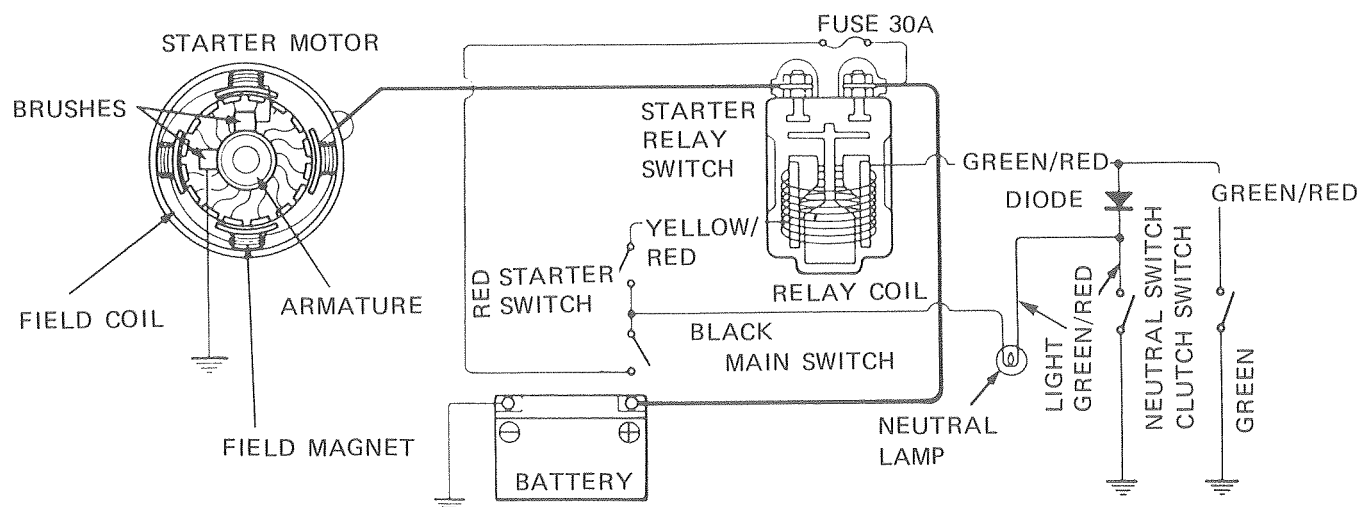 FUSE 30A
STARTER MOTOR
BRUSHES
STARTER
RELAY
SWITCH
GREEN/RED
DIODE
GREEN/RED
YELLOW/
RED
RED
STARTER
SWITCH
RELAY COIL
ARMATURE
FIELD COIL
BLACK
MAIN SWITCH
LIGHT
GREEN/RED
NEUTRAL SWITCH
CLUTCH SWITCH
GREEN
NEUTRAL
LAMP
FIELD MAGNET
⊖ ⊕
BATTERY